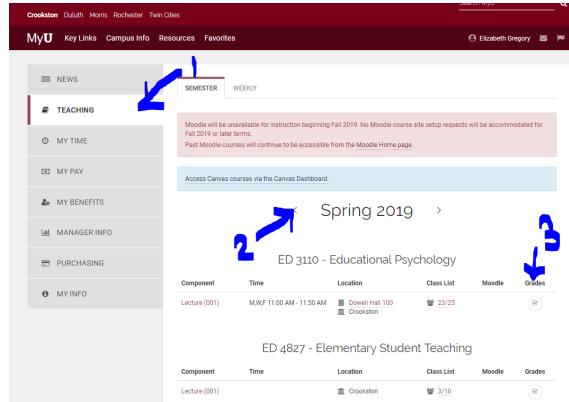 Search MyU
Crookston Duluth Morris Rochester Twin Cities
MyU Key Links Campus Info Resources Favorites Elizabeth Gregory
NEWS
TEACHING
MY TIME
MY PAY
MY BENEFITS
MANAGER INFO
PURCHASING
MY INFO
1
SEMESTER WEEKLY
Moodle will be unavailable for instruction beginning Fall 2019. No Moodle course site setup requests will be accommodated for
Fall 2019 or later terms.
Past Moodle courses will continue to be accessible from the Moodle Home page.
Access Canvas courses via the Canvas Dashboard.
2
< Spring 2019 >
3
ED 3110 - Educational Psychology
Component Time Location Class List Moodle Grades
Lecture (001) M,W,F 11:00 AM - 11:50 AM Dowell Hall 100 23/25
Crookston
ED 4827 - Elementary Student Teaching
Component Time Location Class List Moodle Grades
Lecture (001) Crookston 3/10